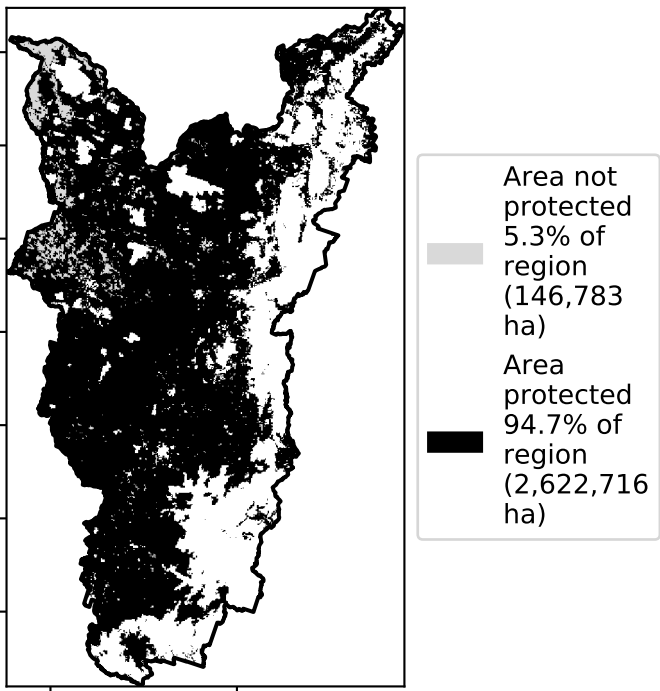 Area not
protected
5.3% of
region
(146,783
ha)
Area
protected
94.7% of
region
(2,622,716
ha)